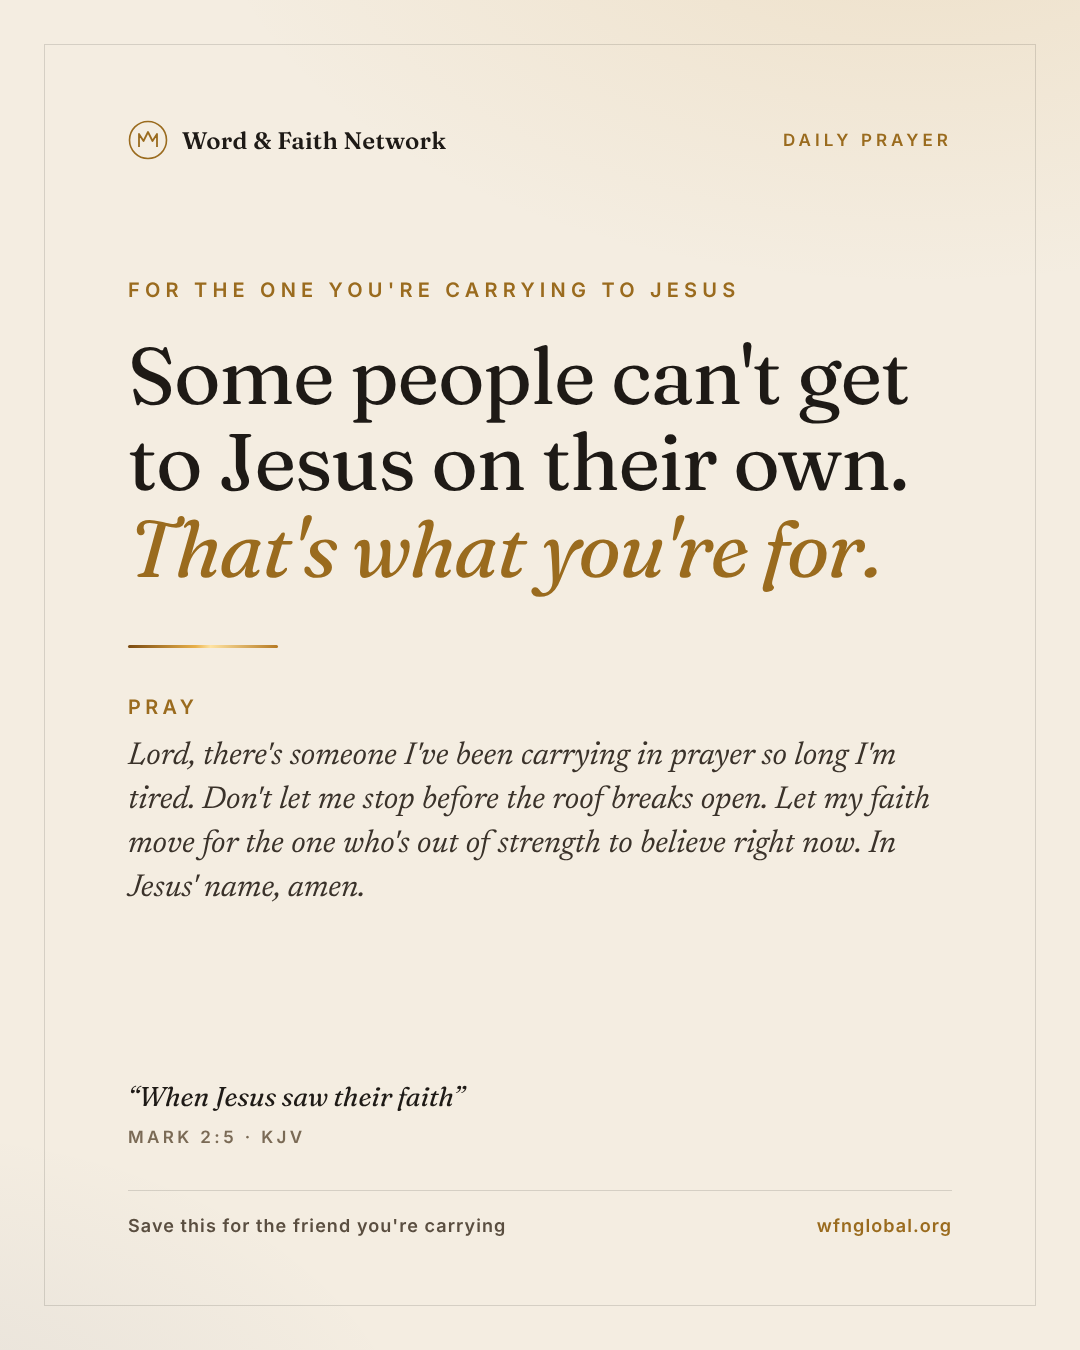 Word & Faith Network
DAILY PRAYER
FOR THE ONE YOU'RE CARRYING TO JESUS
Some people can't get
to Jesus on their own.
That's what you're for.
PRAY
Lord, there's someone I've been carrying in prayer so long I'm
tired. Don't let me stop before the roof breaks open. Let my faith
move for the one who's out of strength to believe right now. In
Jesus' name, amen.
“When Jesus saw their faith”
MARK 2:5 · KJV
Save this for the friend you're carrying
wfnglobal.org